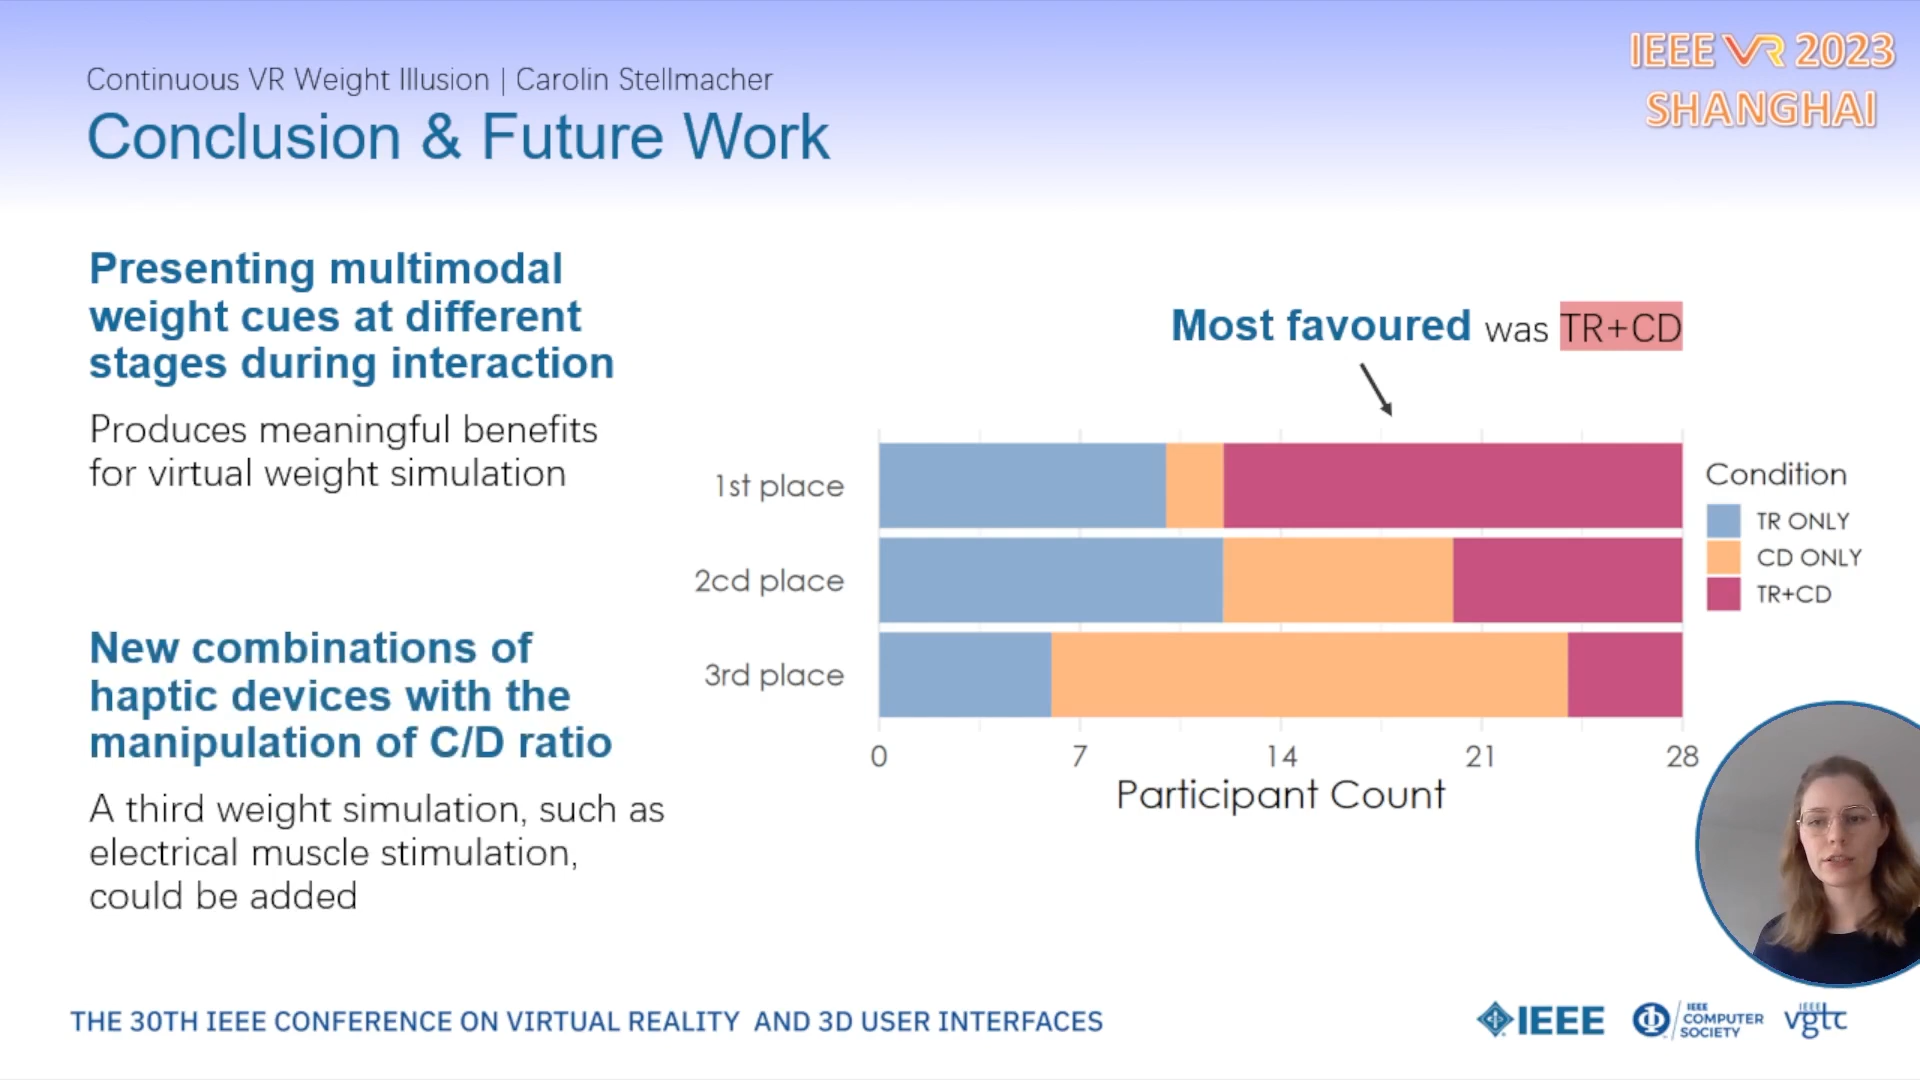 Continuous VR Weight Illusion | Carolin Stellmacher
Conclusion & Future Work
IEEE VR 2023
SHANGHAI
Presenting multimodal
weight cues at different
stages during interaction
Produces meaningful benefits
for virtual weight simulation
New combinations of
haptic devices with the
manipulation of C/D ratio
A third weight simulation, such as
electrical muscle stimulation,
could be added
Most favoured was TR+CD
1st place
2cd place
3rd place
0 7 14 21 28
Participant Count
Condition
TR ONLY
CD ONLY
TR+CD
THE 30TH IEEE CONFERENCE ON VIRTUAL REALITY AND 3D USER INTERFACES
IEEE
IEEE
COMPUTER
SOCIETY
IEEE
vgtc